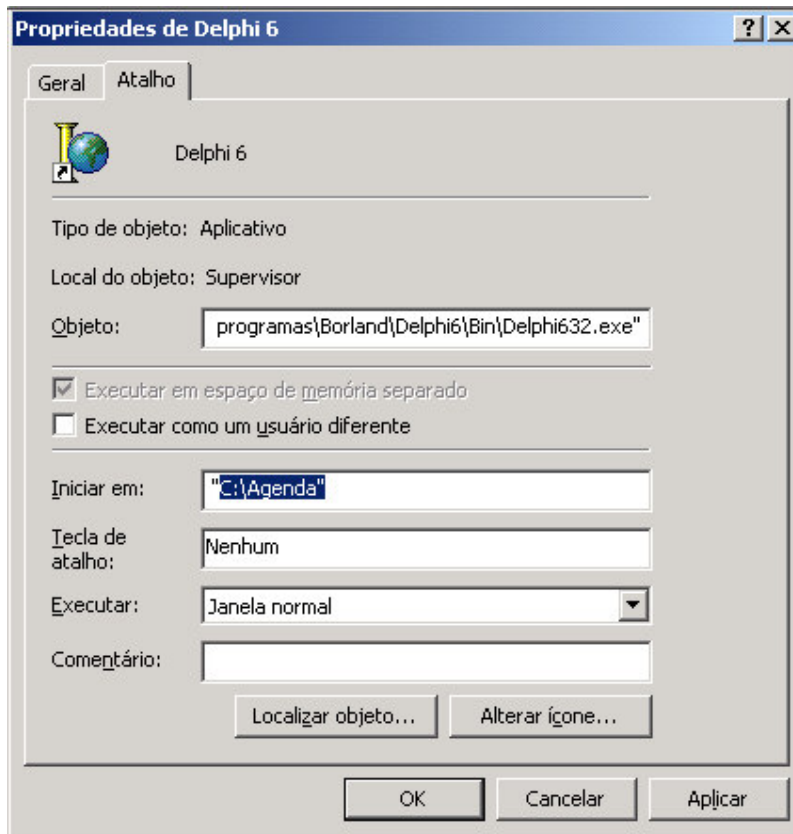 Propriedades de Delphi 6
Geral Atalho
Delphi 6
Tipo de objeto: Aplicativo
Local do objeto: Supervisor
Objeto: programas\Borland\Delphi6\Bin\Delphi632.exe"
Executar em espaço de memória separado
Executar como um usuário diferente
Iniciar em: "C:\Agenda"
Tecla de
atalho: Nenhum
Executar: Janela normal
Comentário:
Localizar objeto... Alterar ícone...
OK Cancelar Aplicar